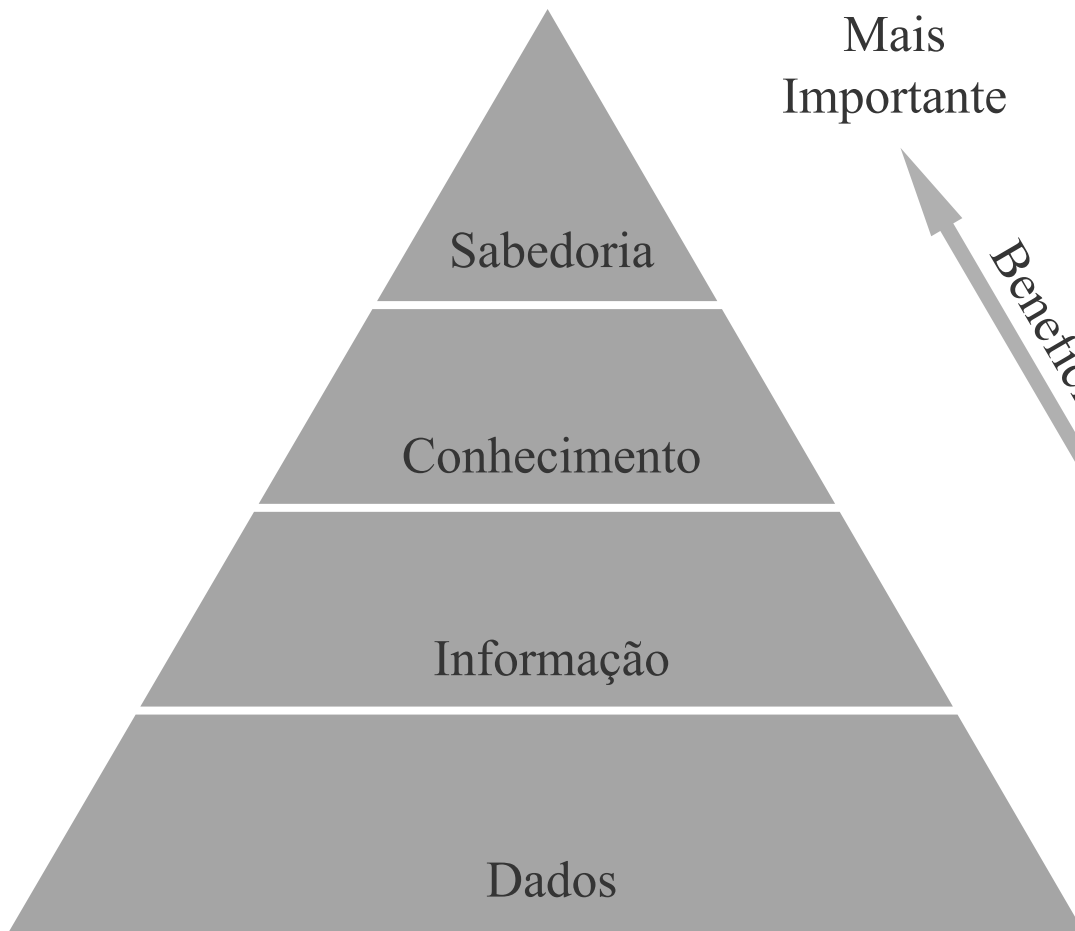 Mais
Importante
Sabedoria
Conhecimento
Informação
Dados